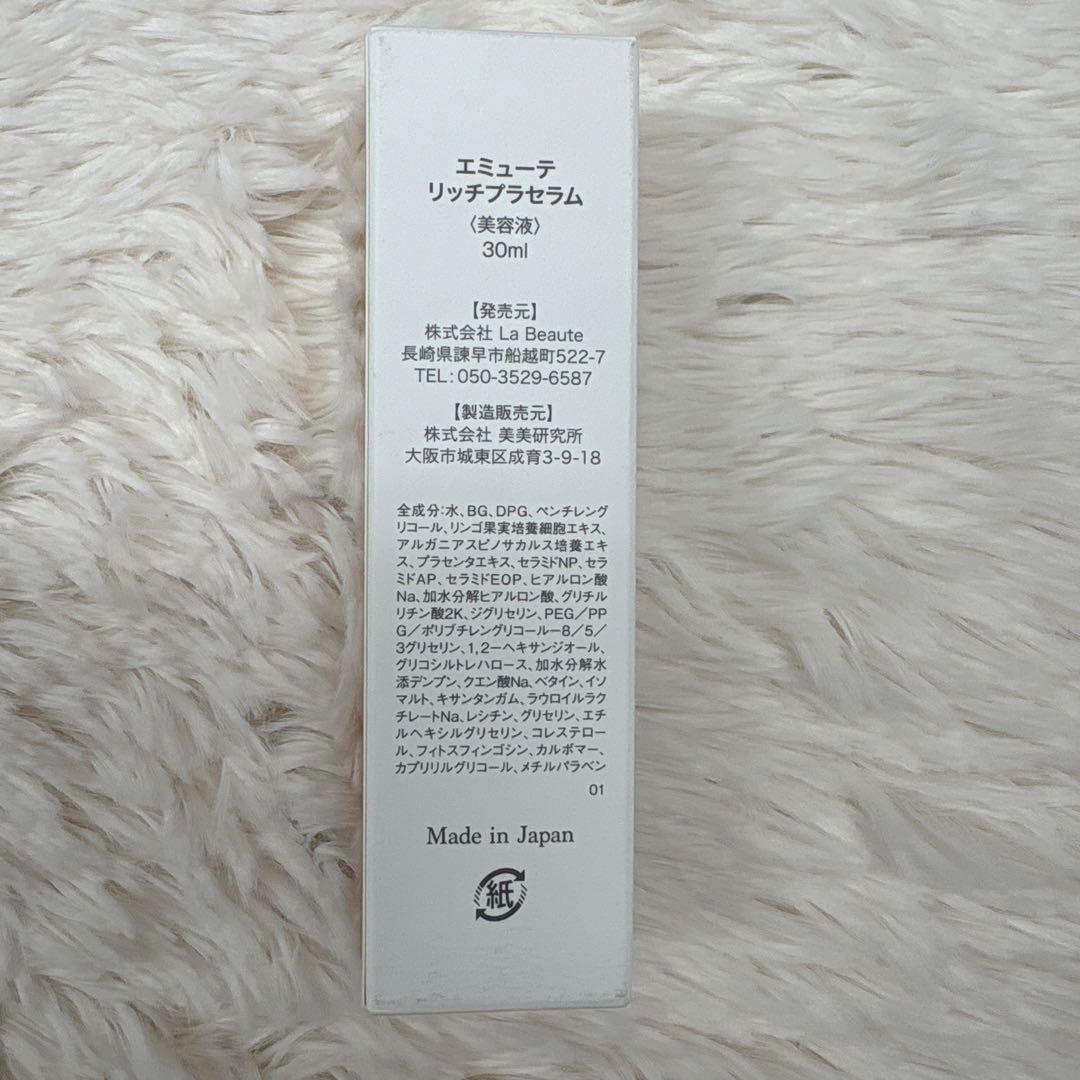 エミューテ
リッチプラセラム
〈美容液〉
30ml
【発売元】
株式会社 La Beaute
長崎県諫早市船越町522-7
TEL:050-3529-6587
【製造販売元】
株式会社 美美研究所
大阪市城東区成育3-9-18
全成分:水、BG、DPG、ペンチレング
リコール、リンゴ果実培養細胞エキス、
アルガニアスピノサカルス培養エキ
ス、プラセンタエキス、セラミドNP、セラ
ミドAP、セラミドEOP、ヒアルロン酸
Na、加水分解ヒアルロン酸、グリチル
リチン酸2K、ジグリセリン、PEG/PP
G/ポリブチレングリコールー8/5/
3グリセリン、1,2ーヘキサンジオール、
グリコシルトレハロース、加水分解水
添デンプン、クエン酸Na、ベタイン、イソ
マルト、キサンタンガム、ラウロイルラク
チレートNa、レシチン、グリセリン、エチ
ルヘキシルグリセリン、コレステロー
ル、フィトスフィンゴシン、カルボマー、
カプリリルグリコール、メチルパラベン
01
Made in Japan
紙